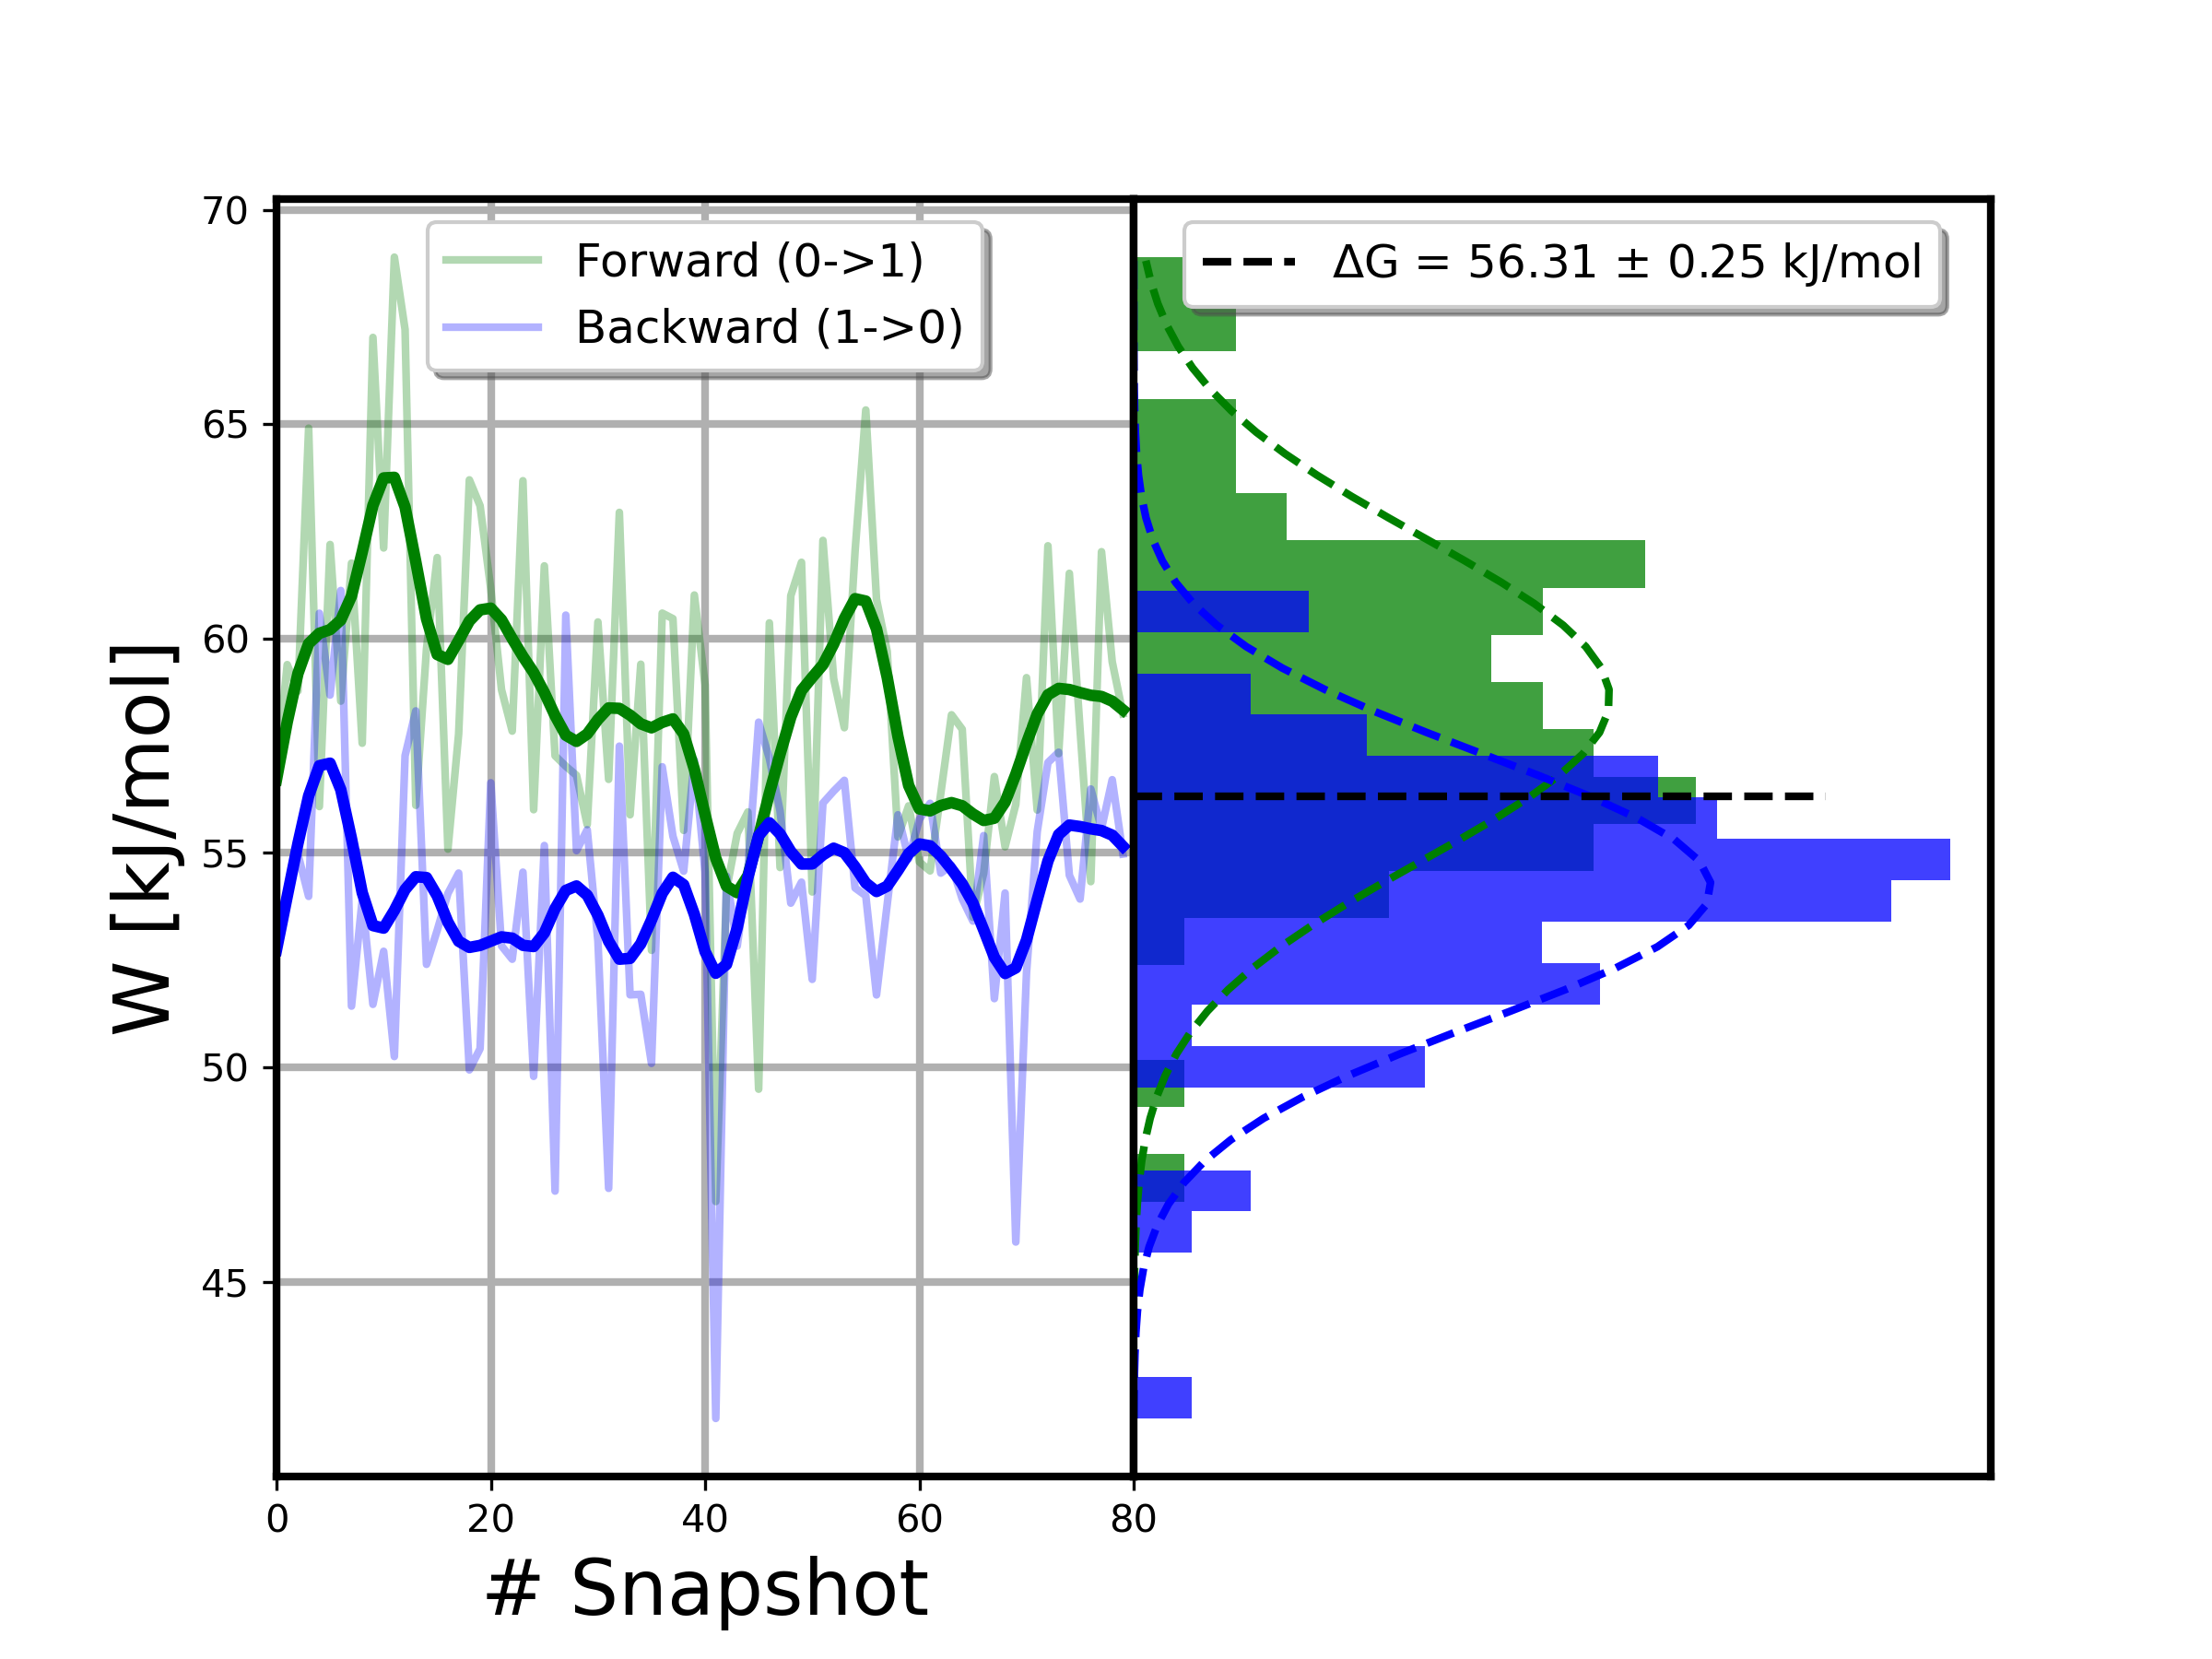 Forward (0->1)
Backward (1->0)
ΔG = 56.31 ± 0.25 kJ/mol
W [kJ/mol]
70
65
60
55
50
45
0 20 40 60 80
# Snapshot